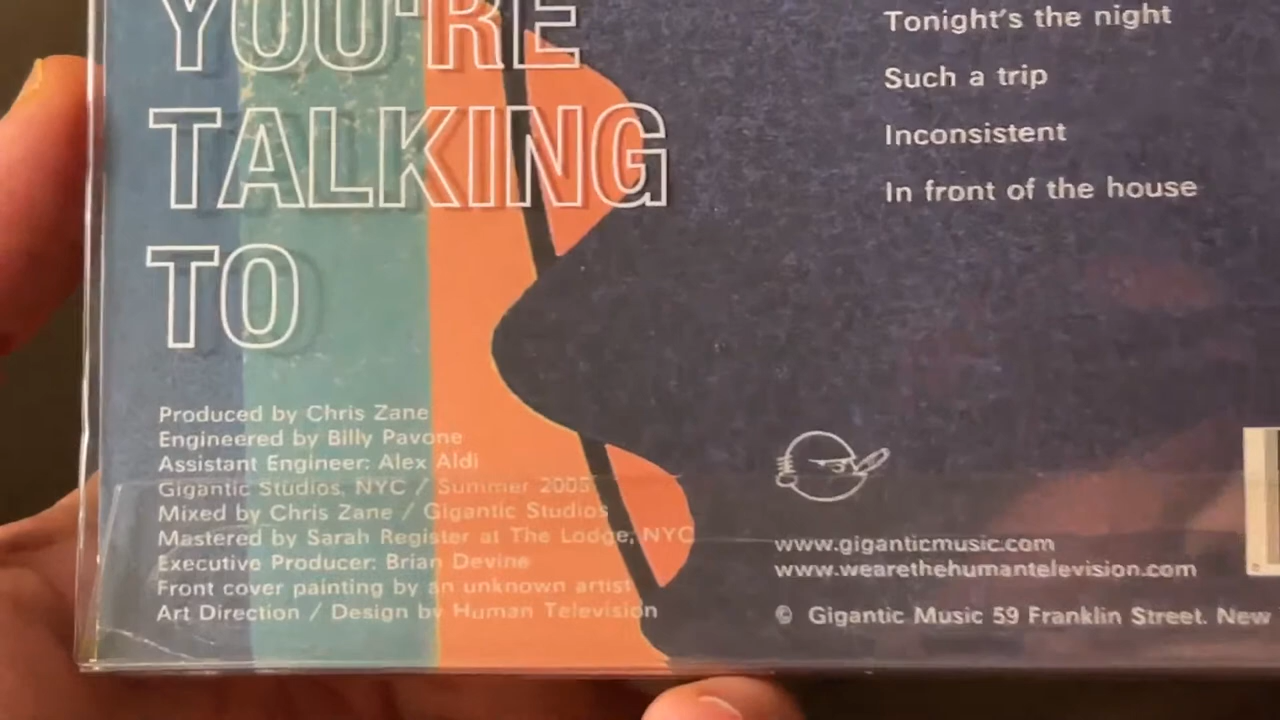 YOU'RE
TALKING
TO
Tonight's the night
Such a trip
Inconsistent
In front of the house
Produced by Chris Zane
Engineered by Billy Pavone
Assistant Engineer: Alex Aldi
Gigantic Studios, NYC / Summer 2005
Mixed by Chris Zane / Gigantic Studios
Mastered by Sarah Register at The Lodge, NYC
Executive Producer: Brian Devine
Front cover painting by an unknown artist
Art Direction / Design by Human Television
www.giganticmusic.com
www.wearethehumantelevision.com
© Gigantic Music 59 Franklin Street. New